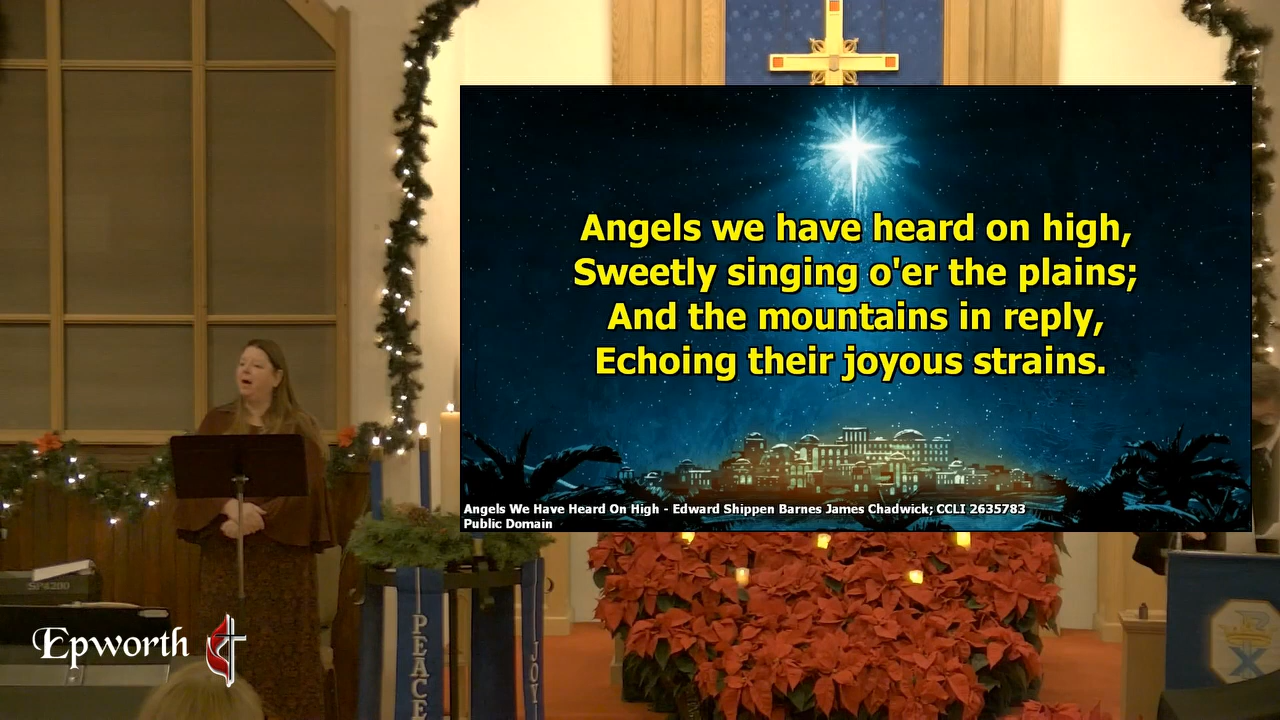 Angels we have heard on high,
Sweetly singing o'er the plains;
And the mountains in reply,
Echoing their joyous strains.
Angels We Have Heard On High - Edward Shippen Barnes James Chadwick; CCLI 2635783
Public Domain
SP4200
Epworth
PEACE
JOY